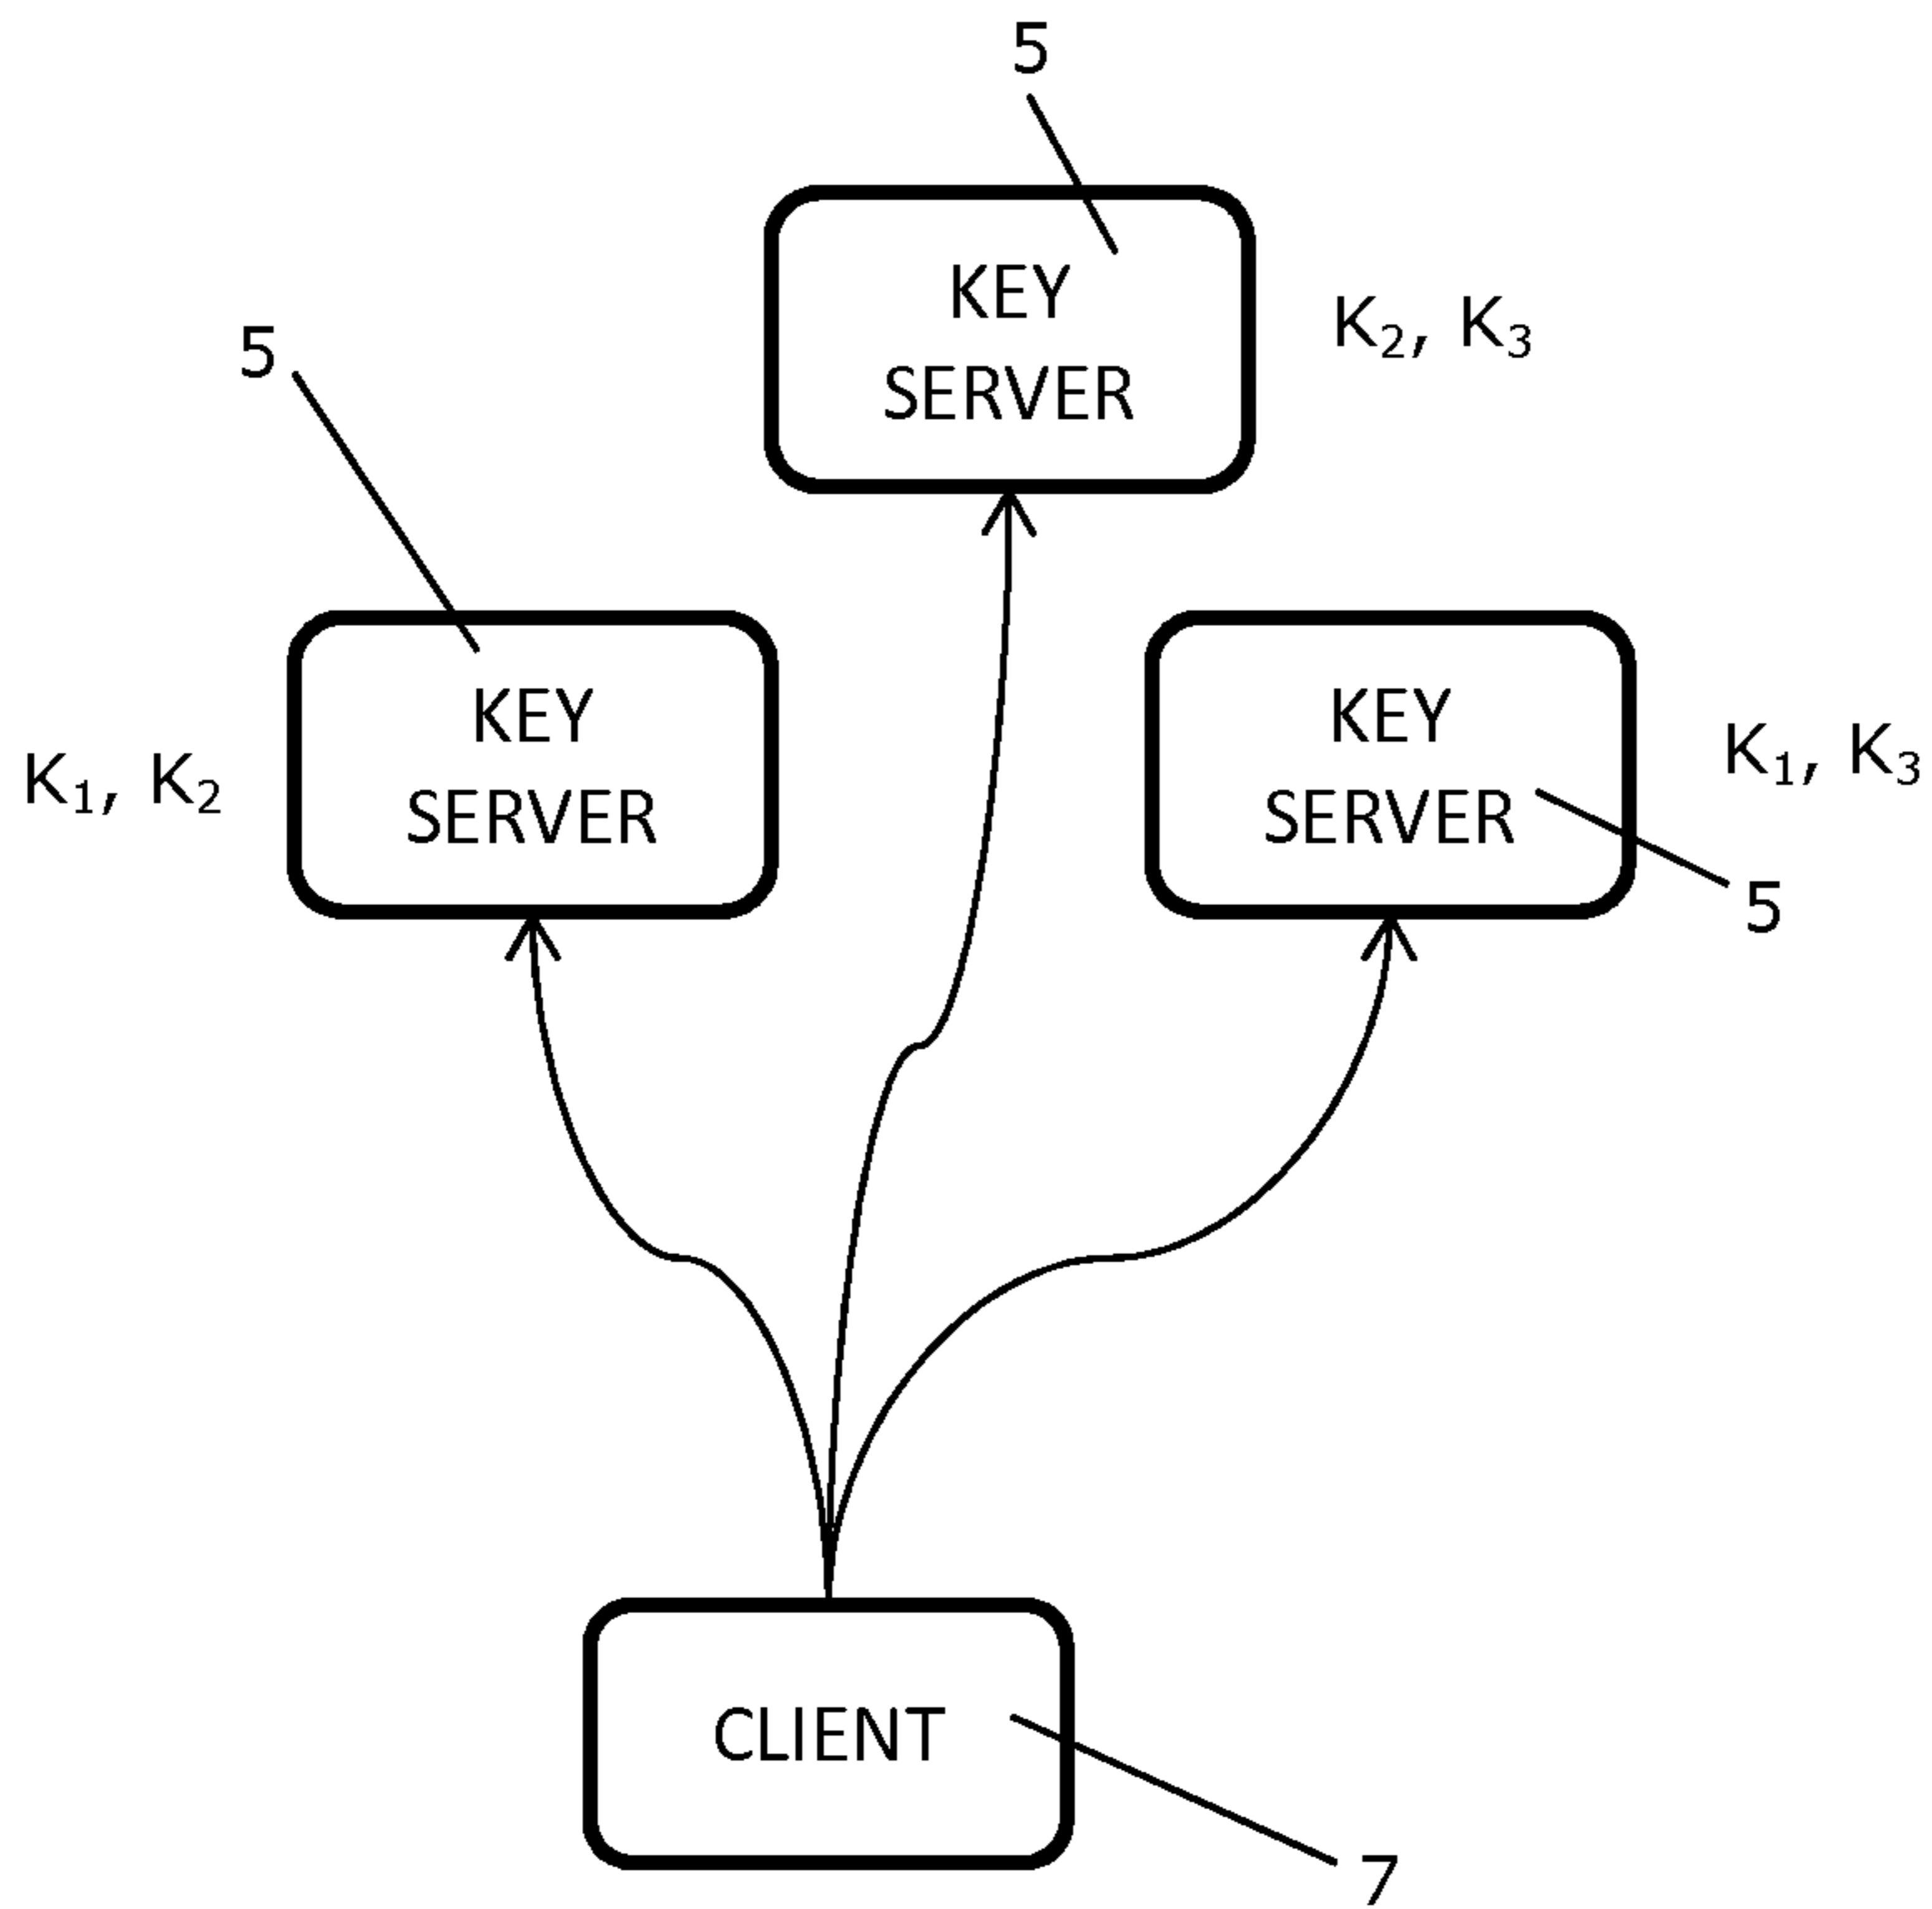 5
KEY
SERVER
K₂, K₃
5
KEY
SERVER
K₁, K₂
KEY
SERVER
K₁, K₃
5
CLIENT
7